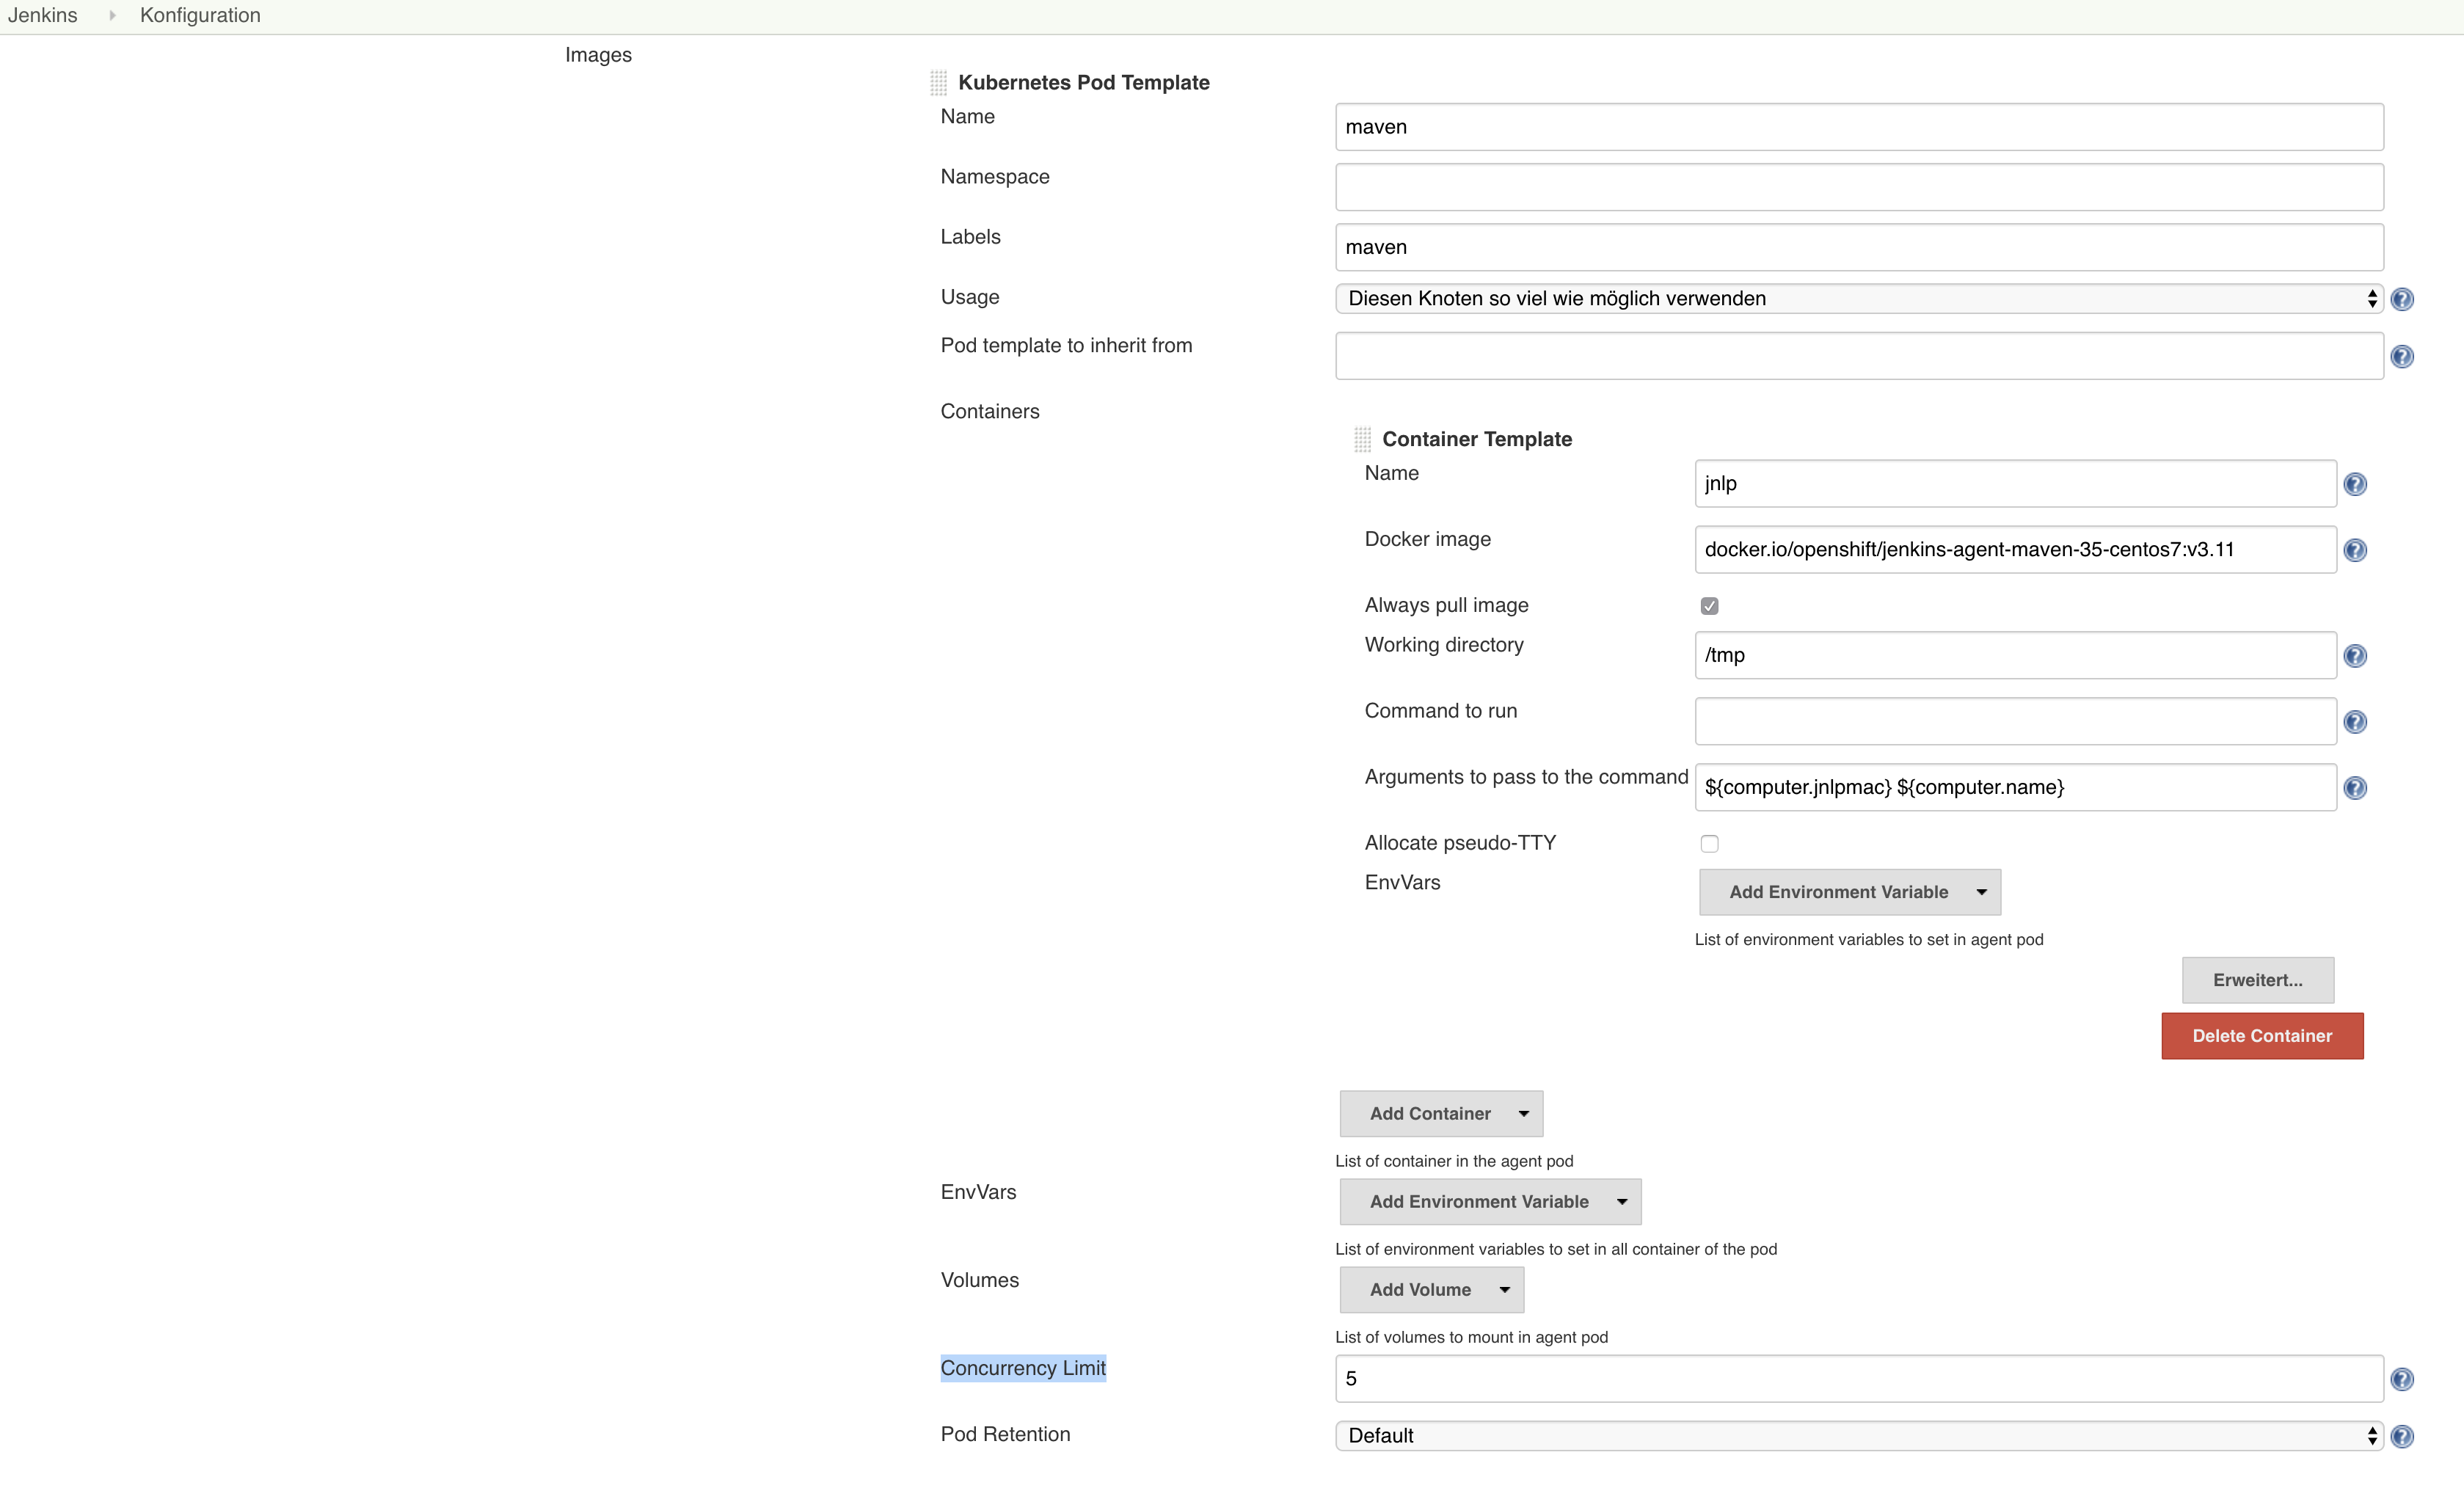 Jenkins Konfiguration
Images
Kubernetes Pod Template
Name
maven
Namespace
Labels
maven
Usage
Diesen Knoten so viel wie möglich verwenden
Pod template to inherit from
Containers
Container Template
Name
jnlp
Docker image
docker.io/openshift/jenkins-agent-maven-35-centos7:v3.11
Always pull image
Working directory
/tmp
Command to run
Arguments to pass to the command
${computer.jnlpmac} ${computer.name}
Allocate pseudo-TTY
EnvVars
Add Environment Variable
List of environment variables to set in agent pod
Erweitert...
Delete Container
Add Container
List of container in the agent pod
EnvVars
Add Environment Variable
List of environment variables to set in all container of the pod
Volumes
Add Volume
List of volumes to mount in agent pod
Concurrency Limit
5
Pod Retention
Default